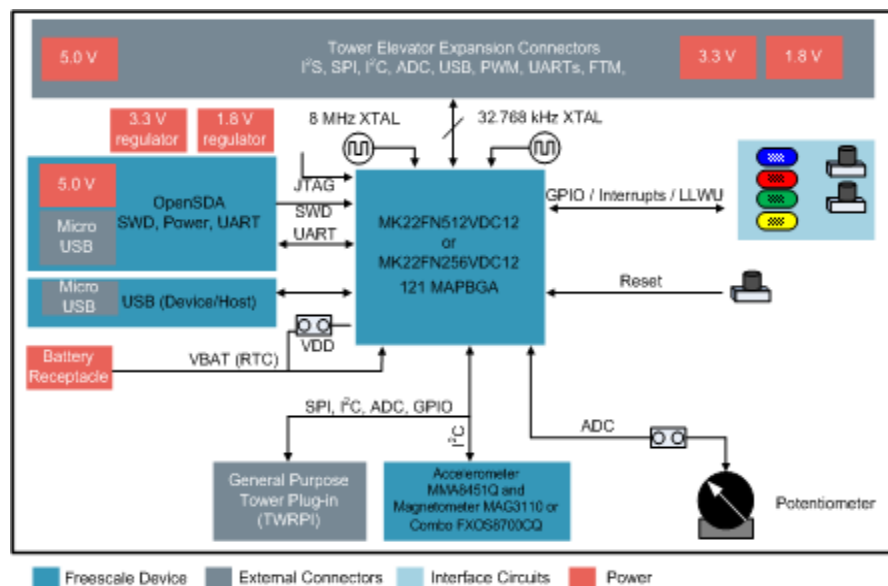 Tower Elevator Expansion Connectors
I²S, SPI, I²C, ADC, USB, PWM, UARTs, FTM,
5.0 V
3.3 V
1.8 V
3.3 V
regulator
1.8 V
regulator
8 MHz XTAL
32.768 kHz XTAL
5.0 V
Micro
USB
OpenSDA
SWD, Power, UART
JTAG
SWD
UART
MK22FN512VDC12
or
MK22FN256VDC12
121 MAPBGA
GPIO / Interrupts / LLWU
Micro
USB
USB (Device/Host)
Reset
VDD
Battery
Receptacle
VBAT (RTC)
SPI, I²C, ADC, GPIO
I²C
ADC
General Purpose
Tower Plug-in
(TWRPI)
Accelerometer
MMA8451Q and
Magnetometer MAG3110 or
Combo FXOS8700CQ
Potentiometer
Freescale Device
External Connectors
Interface Circuits
Power